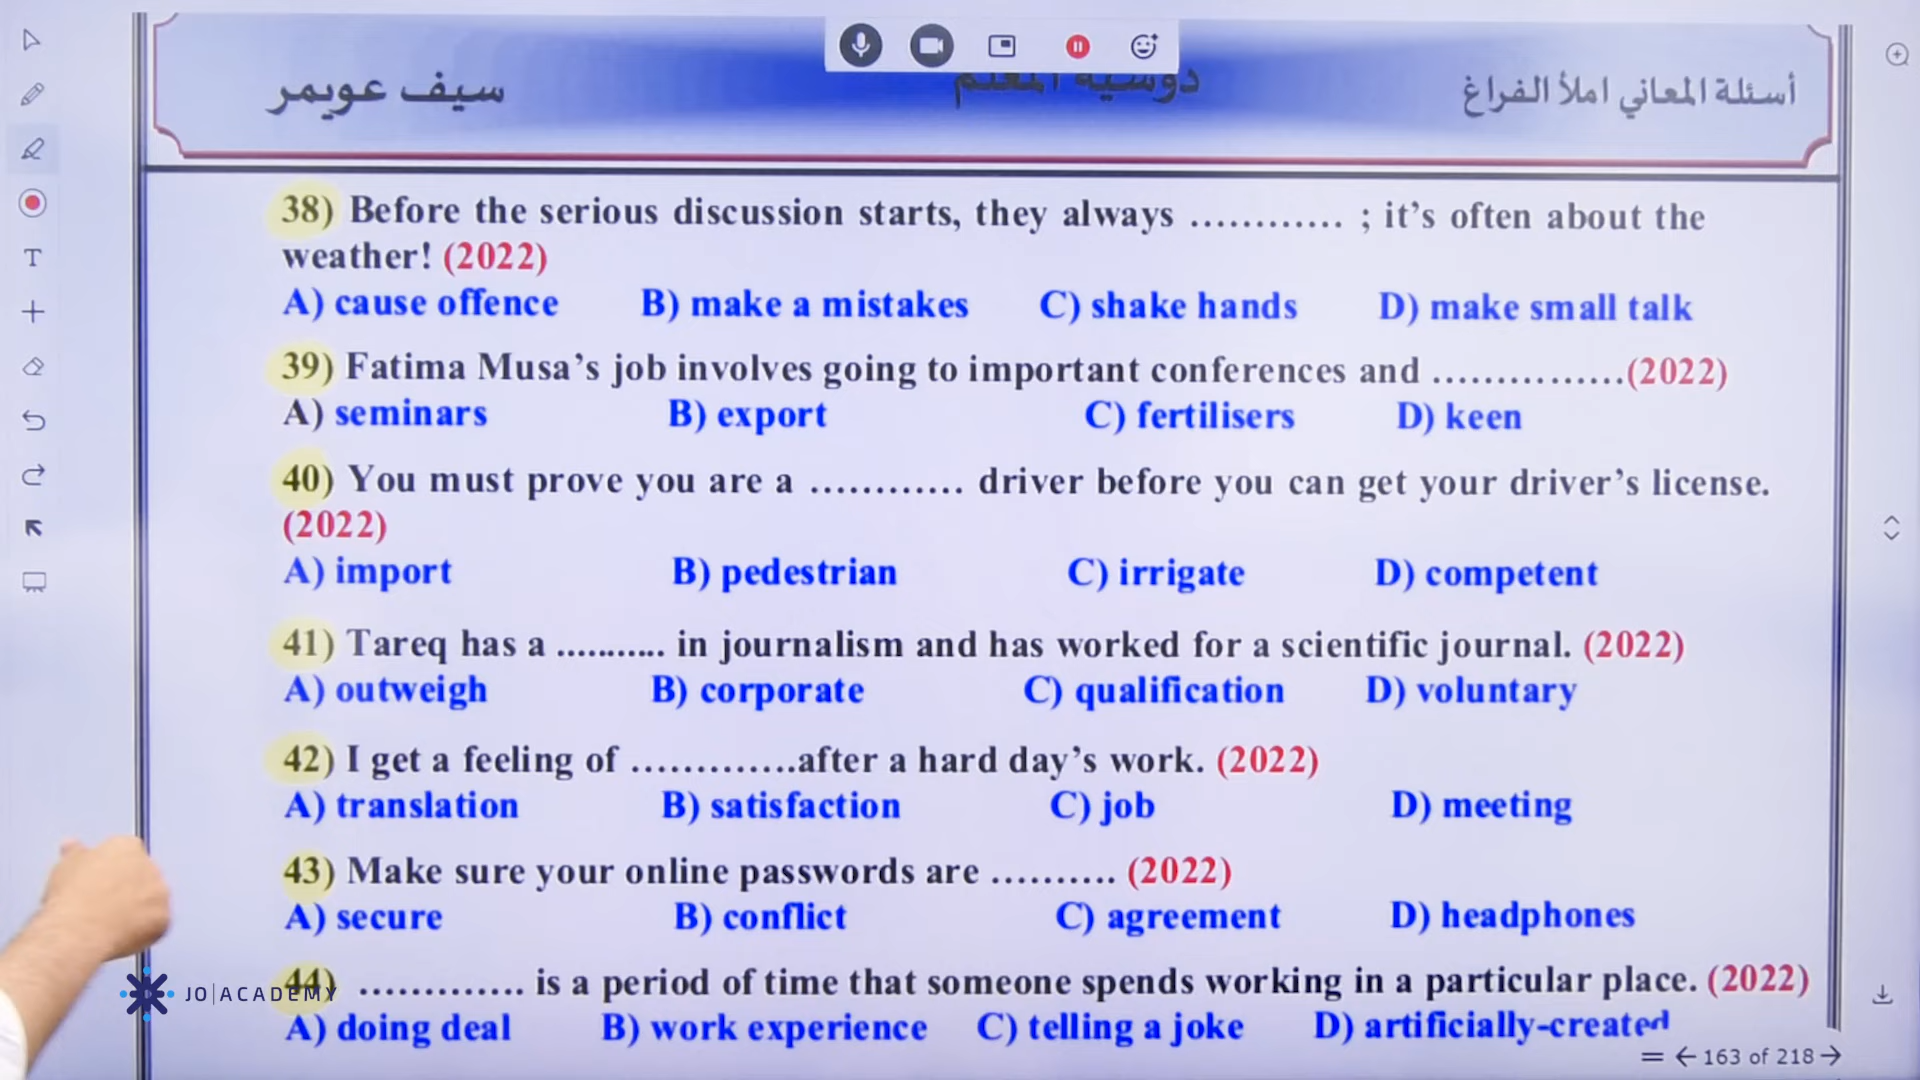 أسئلة المعاني املأ الفراغ
دوسية المعلم
سيف عويمر
38) Before the serious discussion starts, they always ............ ; it's often about the
weather! (2022)
A) cause offence B) make a mistakes C) shake hands D) make small talk
39) Fatima Musa's job involves going to important conferences and ...............(2022)
A) seminars B) export C) fertilisers D) keen
40) You must prove you are a ............ driver before you can get your driver's license.
(2022)
A) import B) pedestrian C) irrigate D) competent
41) Tareq has a ........... in journalism and has worked for a scientific journal. (2022)
A) outweigh B) corporate C) qualification D) voluntary
42) I get a feeling of .............after a hard day's work. (2022)
A) translation B) satisfaction C) job D) meeting
43) Make sure your online passwords are .......... (2022)
A) secure B) conflict C) agreement D) headphones
44) ............. is a period of time that someone spends working in a particular place. (2022)
JO|ACADEMY
A) doing deal B) work experience C) telling a joke D) artificially-created
163 of 218